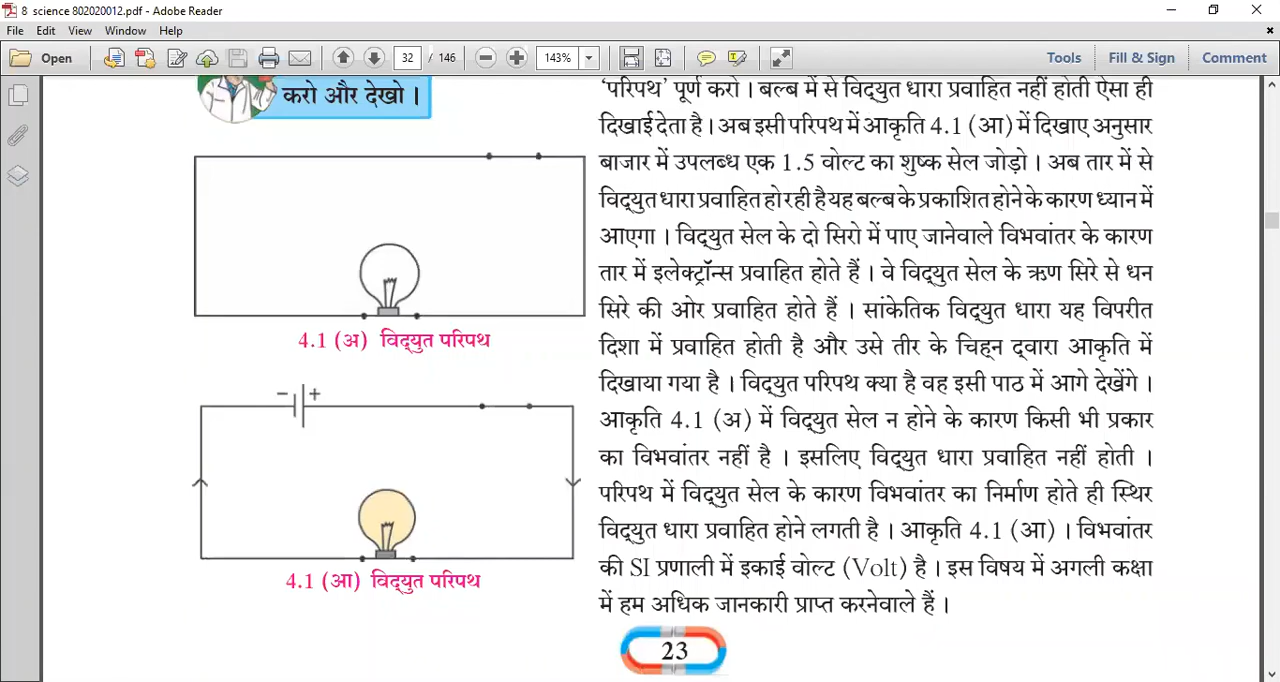 8 science 802020012.pdf - Adobe Reader
File Edit View Window Help
Open 32 / 146 143% Tools Fill & Sign Comment
करो और देखो ।
4.1 (अ) विद्युत परिपथ
- +
4.1 (आ) विद्युत परिपथ
‘परिपथ’ पूर्ण करो । बल्ब में से विद्युत धारा प्रवाहित नहीं होती ऐसा ही
दिखाई देता है । अब इसी परिपथ में आकृति 4.1 (आ) में दिखाए अनुसार
बाजार में उपलब्ध एक 1.5 वोल्ट का शुष्क सेल जोड़ो । अब तार में से
विद्युत धारा प्रवाहित हो रही है यह बल्ब के प्रकाशित होने के कारण ध्यान में
आएगा । विद्युत सेल के दो सिरो में पाए जानेवाले विभवांतर के कारण
तार में इलेक्ट्रॉन्स प्रवाहित होते हैं । वे विद्युत सेल के ऋण सिरे से धन
सिरे की ओर प्रवाहित होते हैं । सांकेतिक विद्युत धारा यह विपरीत
दिशा में प्रवाहित होती है और उसे तीर के चिह्न द्वारा आकृति में
दिखाया गया है । विद्युत परिपथ क्या है वह इसी पाठ में आगे देखेंगे ।
आकृति 4.1 (अ) में विद्युत सेल न होने के कारण किसी भी प्रकार
का विभवांतर नहीं है । इसलिए विद्युत धारा प्रवाहित नहीं होती ।
परिपथ में विद्युत सेल के कारण विभवांतर का निर्माण होते ही स्थिर
विद्युत धारा प्रवाहित होने लगती है । आकृति 4.1 (आ) । विभवांतर
की SI प्रणाली में इकाई वोल्ट (Volt) है । इस विषय में अगली कक्षा
में हम अधिक जानकारी प्राप्त करनेवाले हैं ।
23